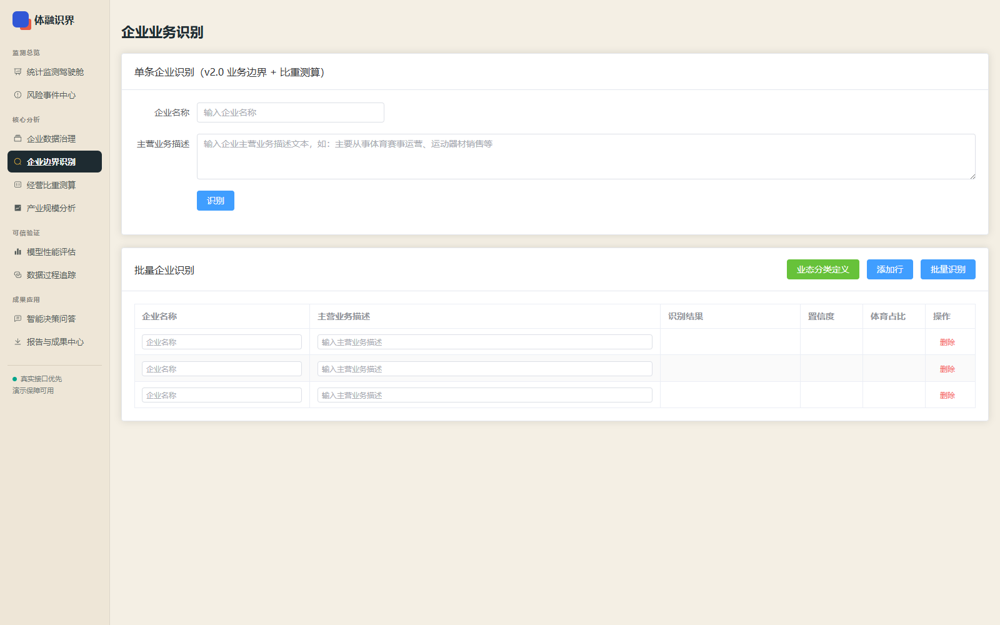 体融识界
监测总览
统计监测驾驶舱
风险事件中心
核心分析
企业数据治理
企业边界识别
经营比重测算
产业规模分析
可信验证
模型性能评估
数据过程追踪
成果应用
智能决策问答
报告与成果中心
真实接口优先
演示保障可用
企业业务识别
单条企业识别（v2.0 业务边界 + 比重测算）
企业名称 输入企业名称
主营业务描述 输入企业主营业务描述文本，如：主要从事体育赛事运营、运动器材销售等
识别
批量企业识别 业态分类定义 添加行 批量识别
企业名称 主营业务描述 识别结果 置信度 体育占比 操作
企业名称 输入主营业务描述 删除
企业名称 输入主营业务描述 删除
企业名称 输入主营业务描述 删除